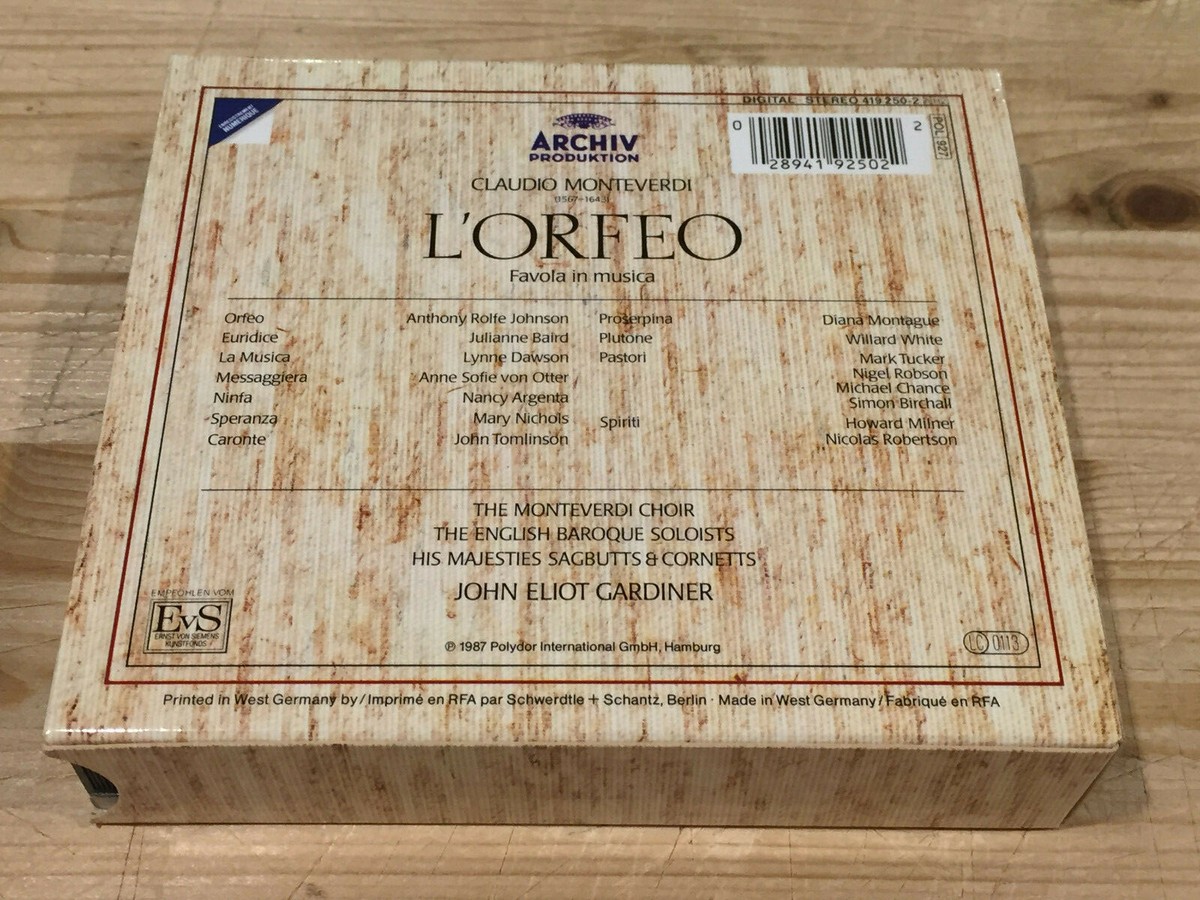 ENREGISTREMENT NUMÉRIQUE
DIGITAL STEREO 419 250-2
0 28941 92502 2
POL 927
ARCHIV
PRODUKTION
CLAUDIO MONTEVERDI
(1567–1643)
L'ORFEO
Favola in musica
Orfeo Anthony Rolfe Johnson
Euridice Julianne Baird
La Musica Lynne Dawson
Messaggiera Anne Sofie von Otter
Ninfa Nancy Argenta
Speranza Mary Nichols
Caronte John Tomlinson
Proserpina Diana Montague
Plutone Willard White
Pastori Mark Tucker
Nigel Robson
Michael Chance
Simon Birchall
Spiriti Howard Milner
Nicolas Robertson
THE MONTEVERDI CHOIR
THE ENGLISH BAROQUE SOLOISTS
HIS MAJESTIES SAGBUTTS & CORNETTS
JOHN ELIOT GARDINER
EMPFOHLEN VOM
EvS
ERNST VON SIEMENS
KUNSTFONDS
℗ 1987 Polydor International GmbH, Hamburg
LC 0113
Printed in West Germany by / Imprimé en RFA par Schwerdtle + Schantz, Berlin · Made in West Germany / Fabriqué en RFA